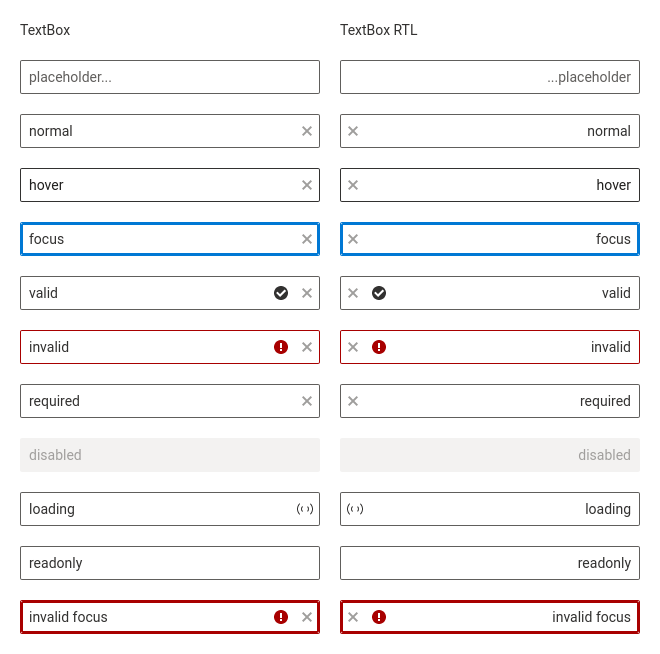 TextBox
placeholder...
normal
hover
focus
valid
invalid
required
disabled
loading
readonly
invalid focus
TextBox RTL
...placeholder
normal
hover
focus
valid
invalid
required
disabled
loading
readonly
invalid focus